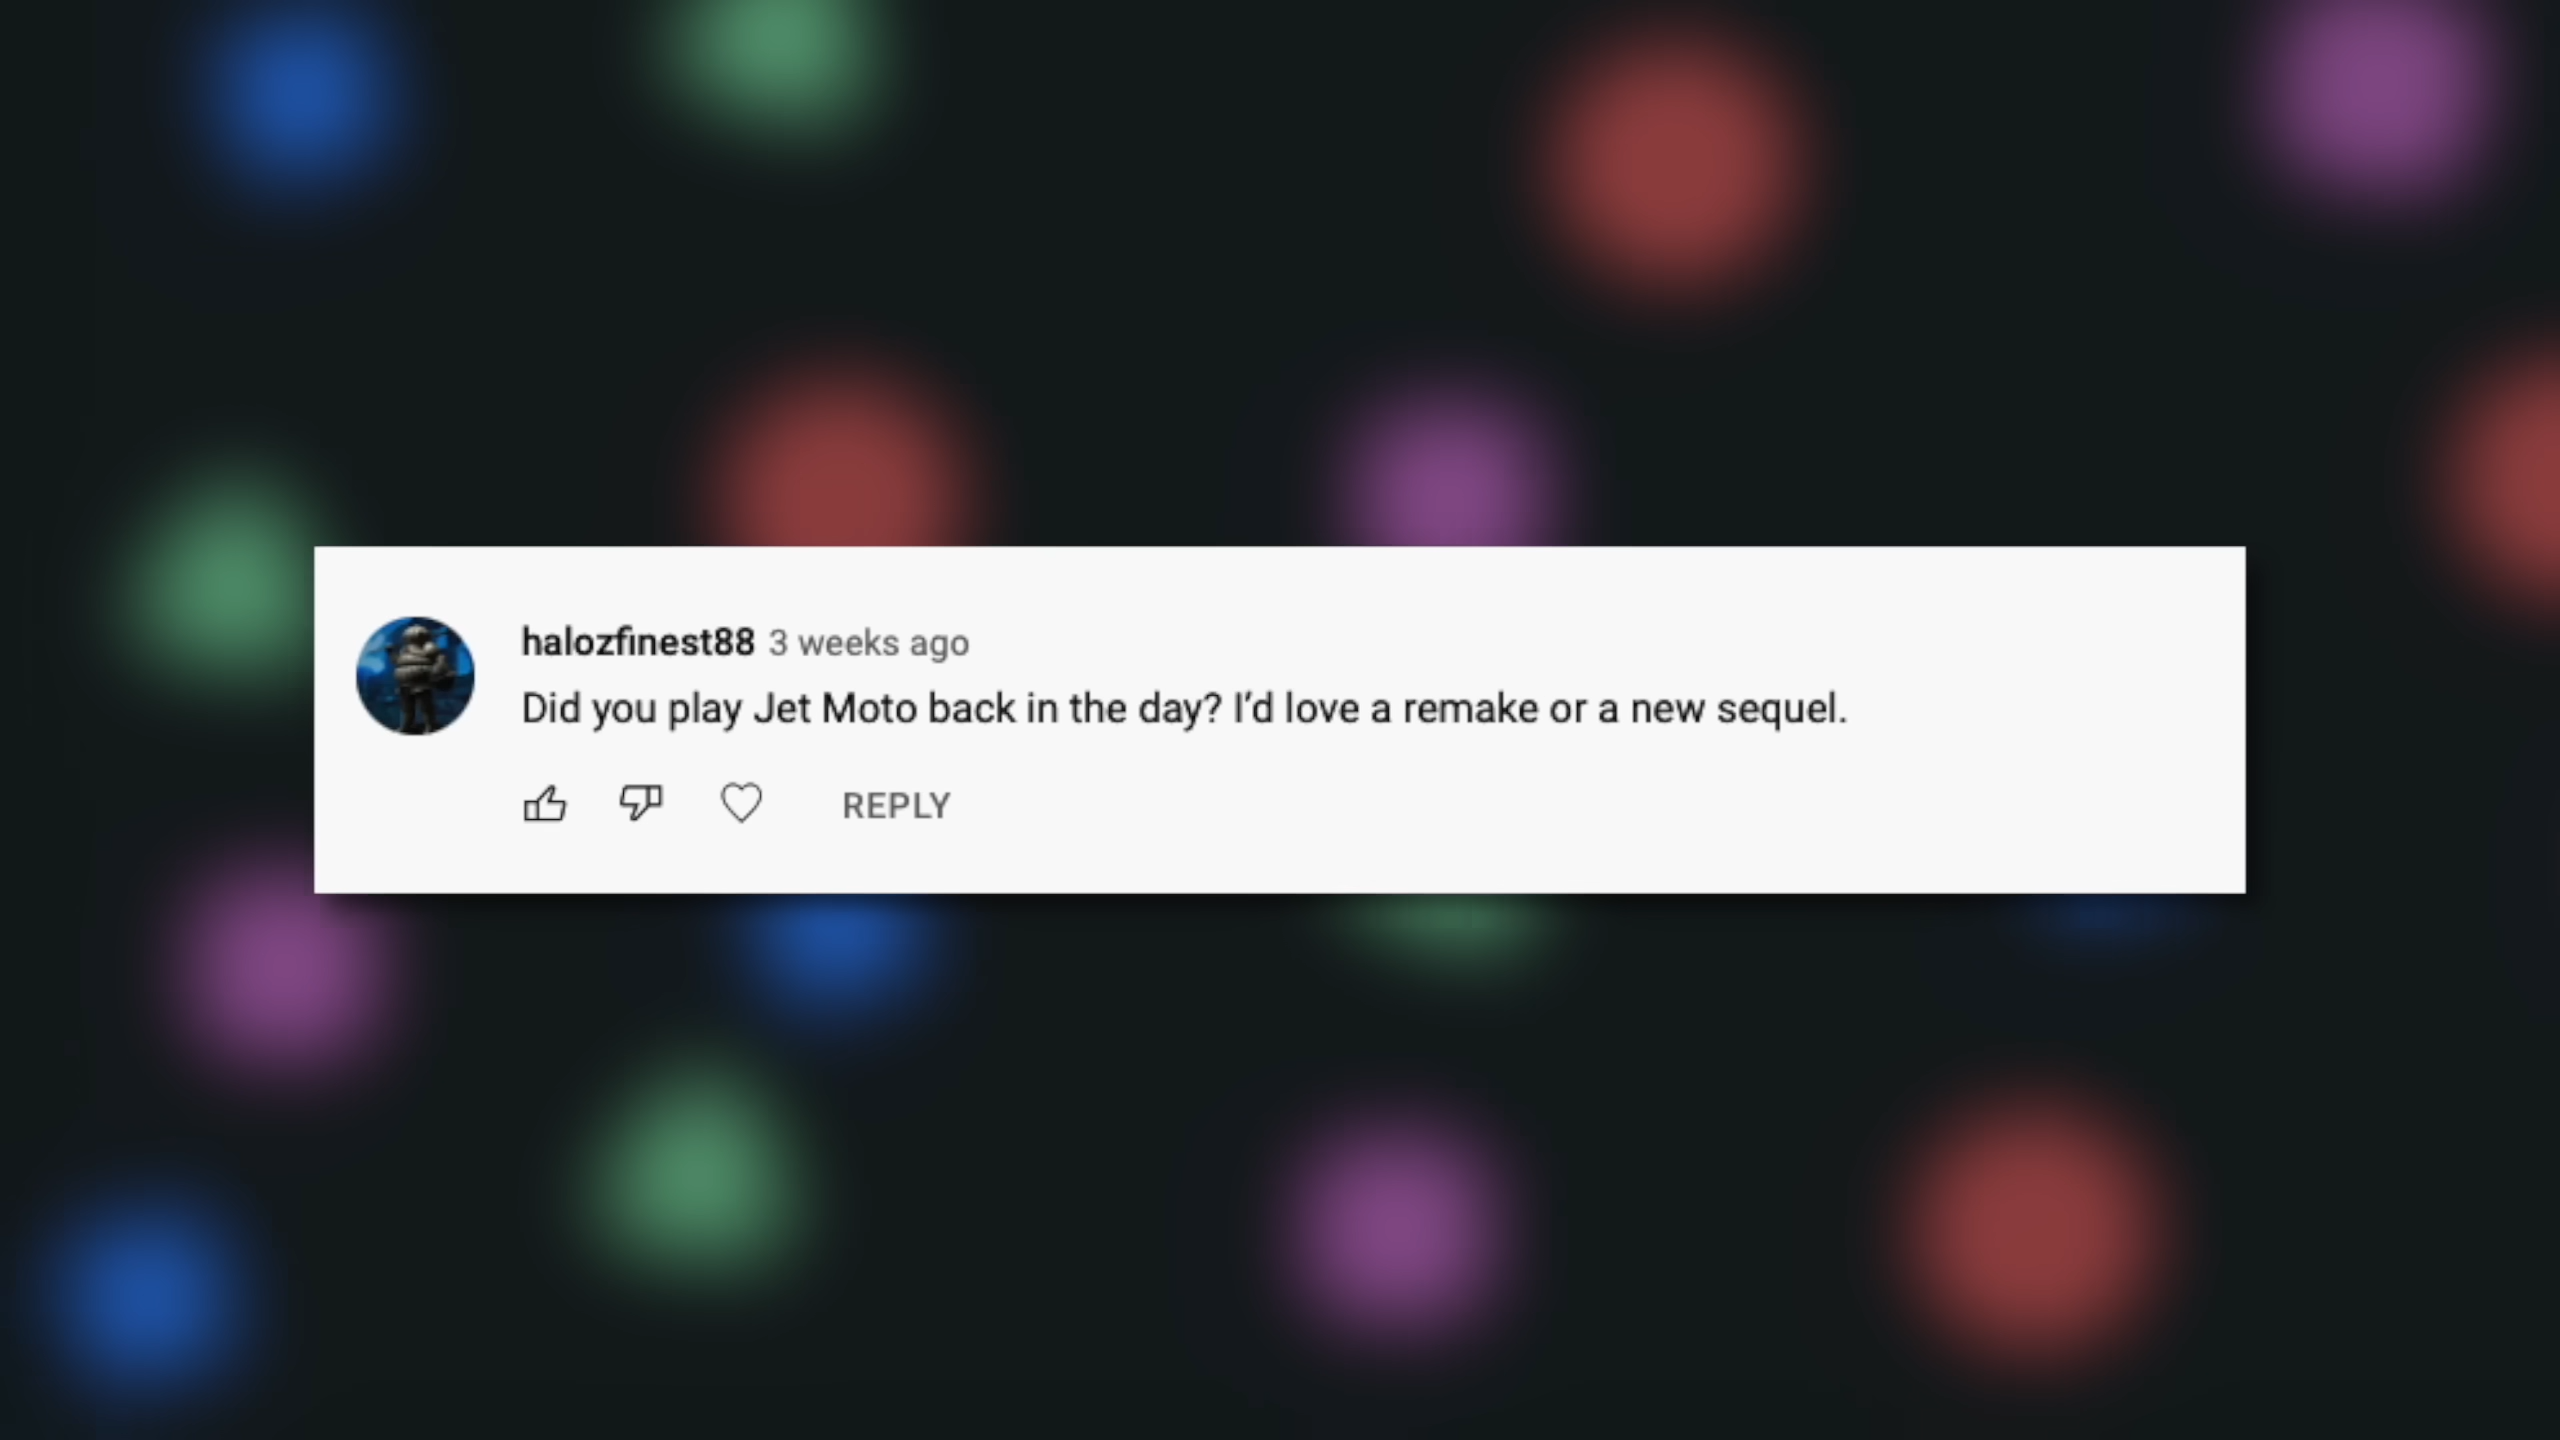 halozfinest88 3 weeks ago
Did you play Jet Moto back in the day? I’d love a remake or a new sequel.
REPLY